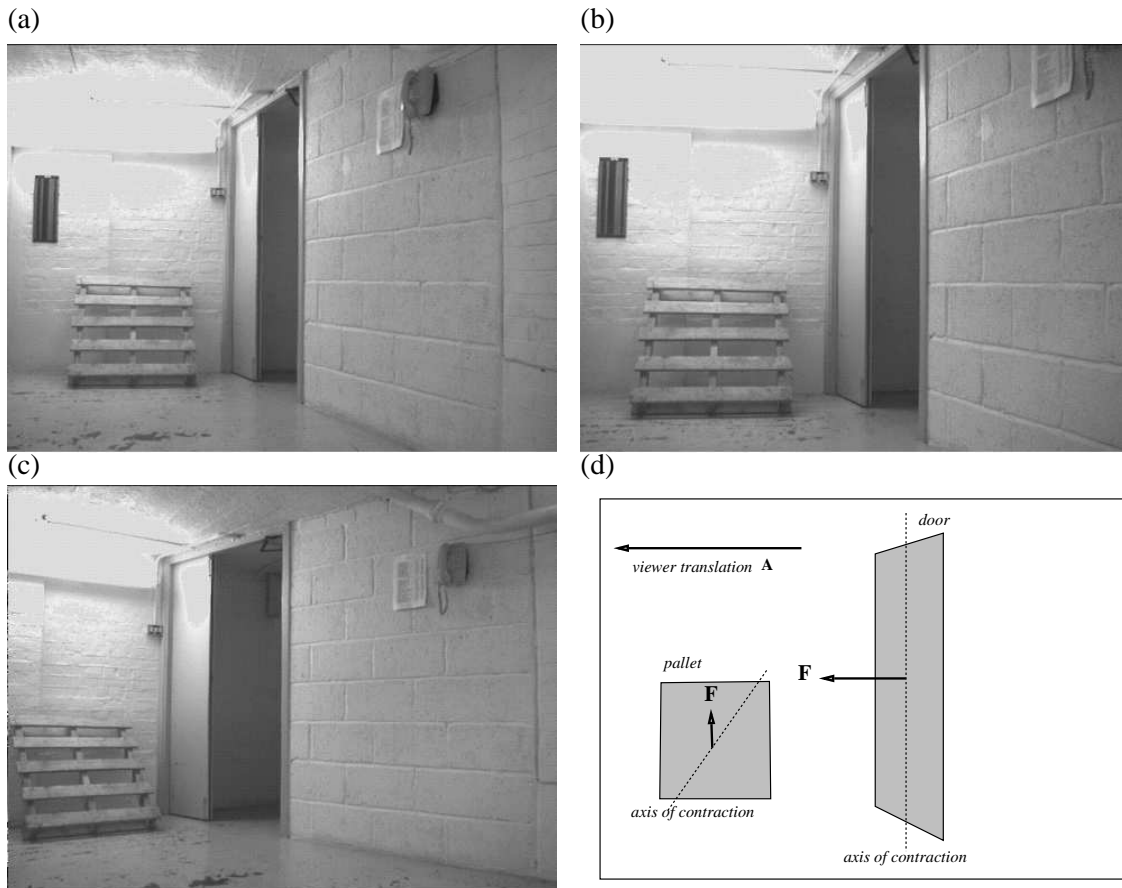 (a)
(b)
(c)
(d)
door
viewer translation A
pallet
F
F
axis of contraction
axis of contraction